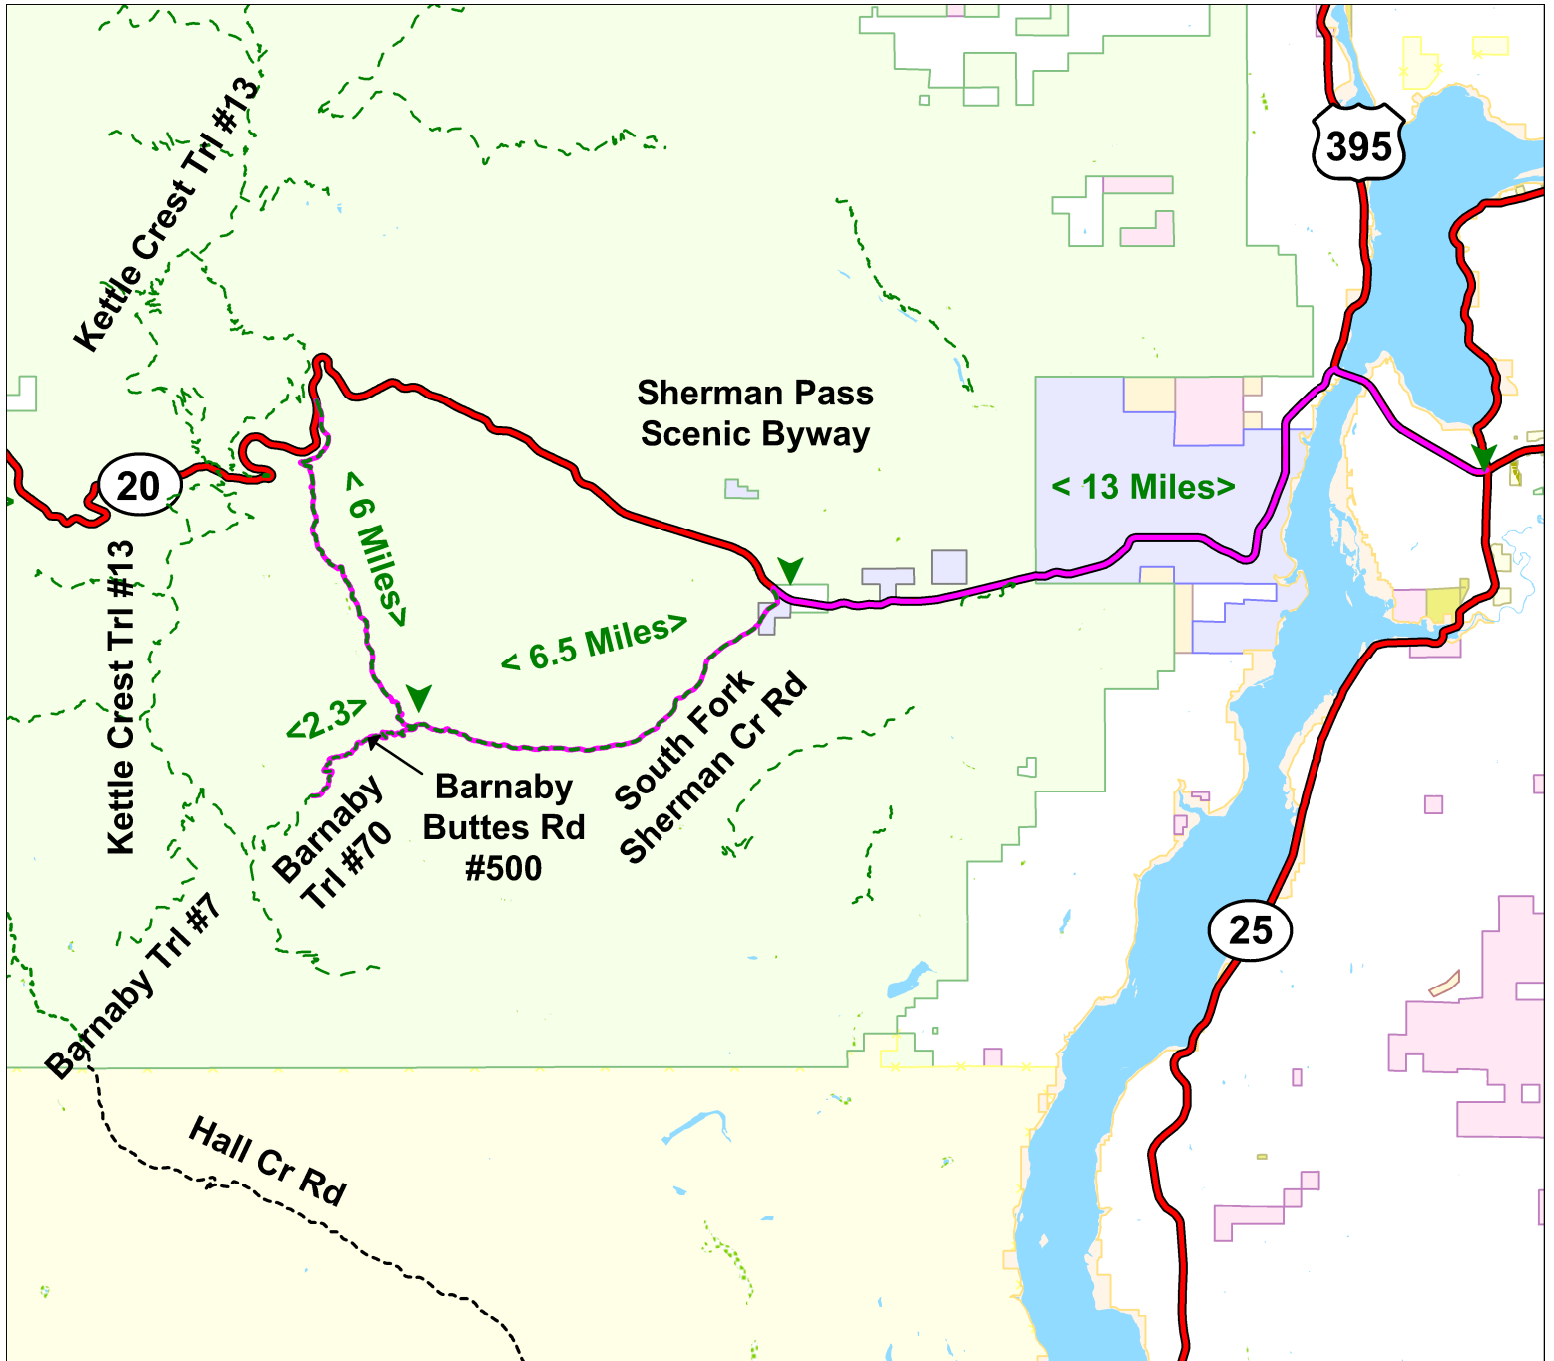 395
Kettle Crest Trl #13
Sherman Pass
Scenic Byway
20
< 13 Miles>
< 6 Miles>
Kettle Crest Trl #13
< 6.5 Miles>
<2.3>
South Fork
Sherman Cr Rd
Barnaby
Buttes Rd
#500
Barnaby
Trl #70
Barnaby Trl #7
25
Hall Cr Rd